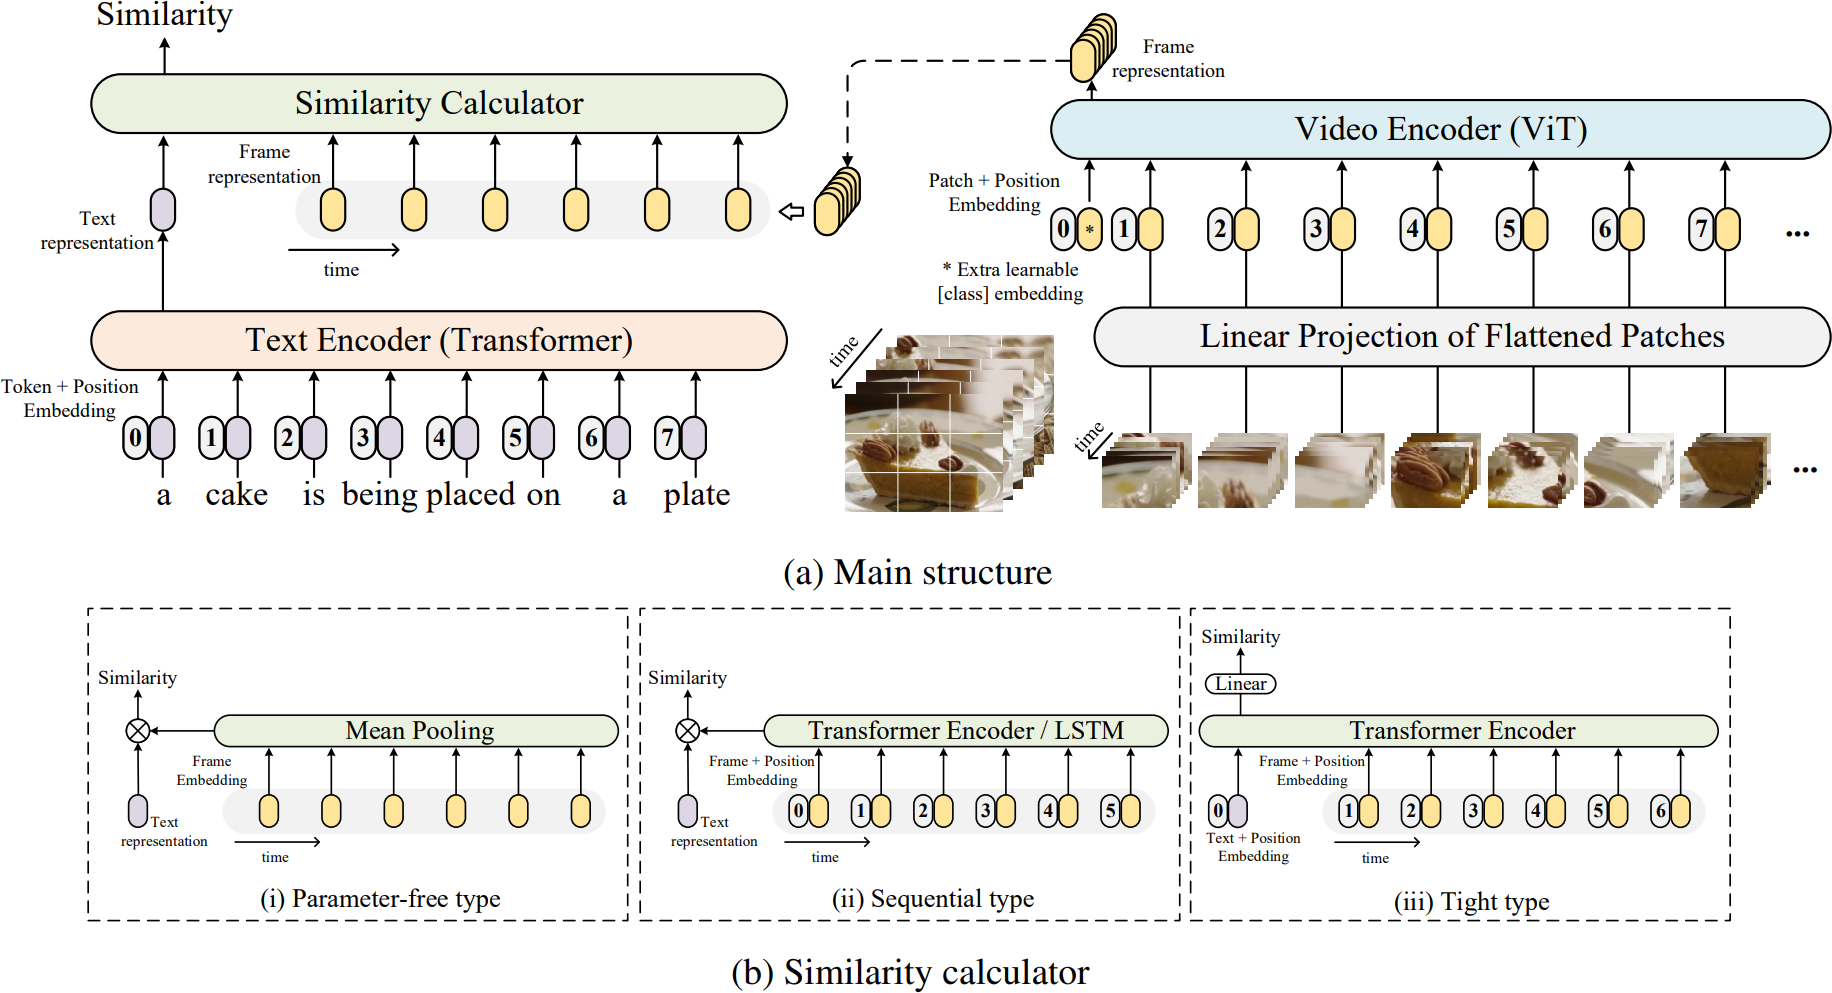 Similarity
Similarity Calculator
Frame
representation
Text
representation
time
Text Encoder (Transformer)
Token + Position
Embedding
0 1 2 3 4 5 6 7
a cake is being placed on a plate
Frame
representation
Video Encoder (ViT)
Patch + Position
Embedding
0 * 1 2 3 4 5 6 7 ...
* Extra learnable
[class] embedding
Linear Projection of Flattened Patches
time
time
...
(a) Main structure
Similarity
Mean Pooling
Frame
Embedding
Text
representation
time
(i) Parameter-free type
Similarity
Transformer Encoder / LSTM
Frame + Position
Embedding
0 1 2 3 4 5
Text
representation
time
(ii) Sequential type
Similarity
Linear
Transformer Encoder
Frame + Position
Embedding
0 1 2 3 4 5 6
Text + Position
Embedding
time
(iii) Tight type
(b) Similarity calculator